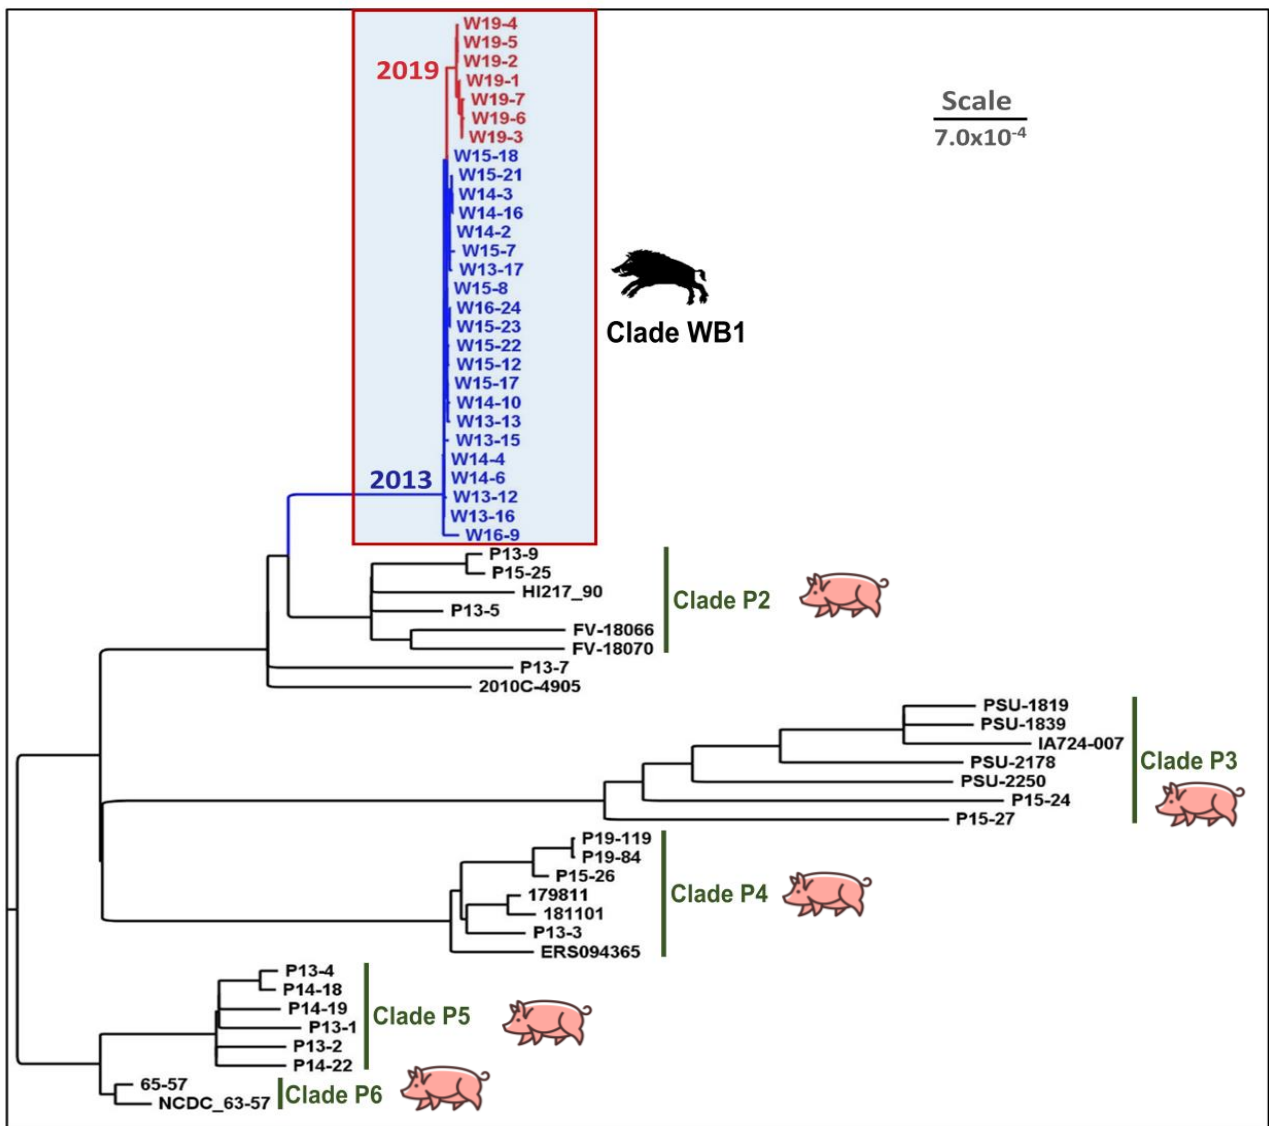 W19-4
W19-5
W19-2
2019
W19-1
W19-7
W19-6
W19-3
Scale
7.0x10⁻⁴
W15-18
W15-21
W14-3
W14-16
W14-2
W15-7
W13-17
W15-8
W16-24
W15-23
W15-22
W15-12
W15-17
W14-10
W13-13
W13-15
W14-4
W14-6
2013
W13-12
W13-16
W16-9
Clade WB1
P13-9
P15-25
HI217_90
P13-5
FV-18066
FV-18070
Clade P2
P13-7
2010C-4905
PSU-1819
PSU-1839
IA724-007
PSU-2178
PSU-2250
P15-24
P15-27
Clade P3
P19-119
P19-84
P15-26
179811
181101
P13-3
ERS094365
Clade P4
P13-4
P14-18
P14-19
P13-1
P13-2
P14-22
Clade P5
65-57
NCDC_63-57
Clade P6